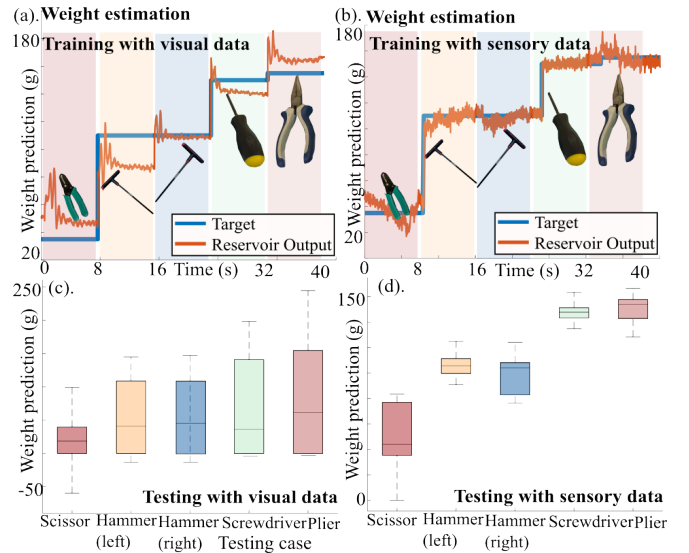 (a). Weight estimation
Training with visual data
180
20
Weight prediction (g)
Target
Reservoir Output
0 8 16 24 32 40
Time (s)
(b). Weight estimation
Training with sensory data
180
20
Weight prediction (g)
Target
Reservoir Output
0 8 16 24 32 40
Time (s)
(c).
250
-50
Weight prediction (g)
Testing with visual data
Scissor Hammer (left) Hammer (right) Screwdriver Plier
Testing case
(d).
150
0
Weight prediction (g)
Testing with sensory data
Scissor Hammer (left) Hammer (right) Screwdriver Plier